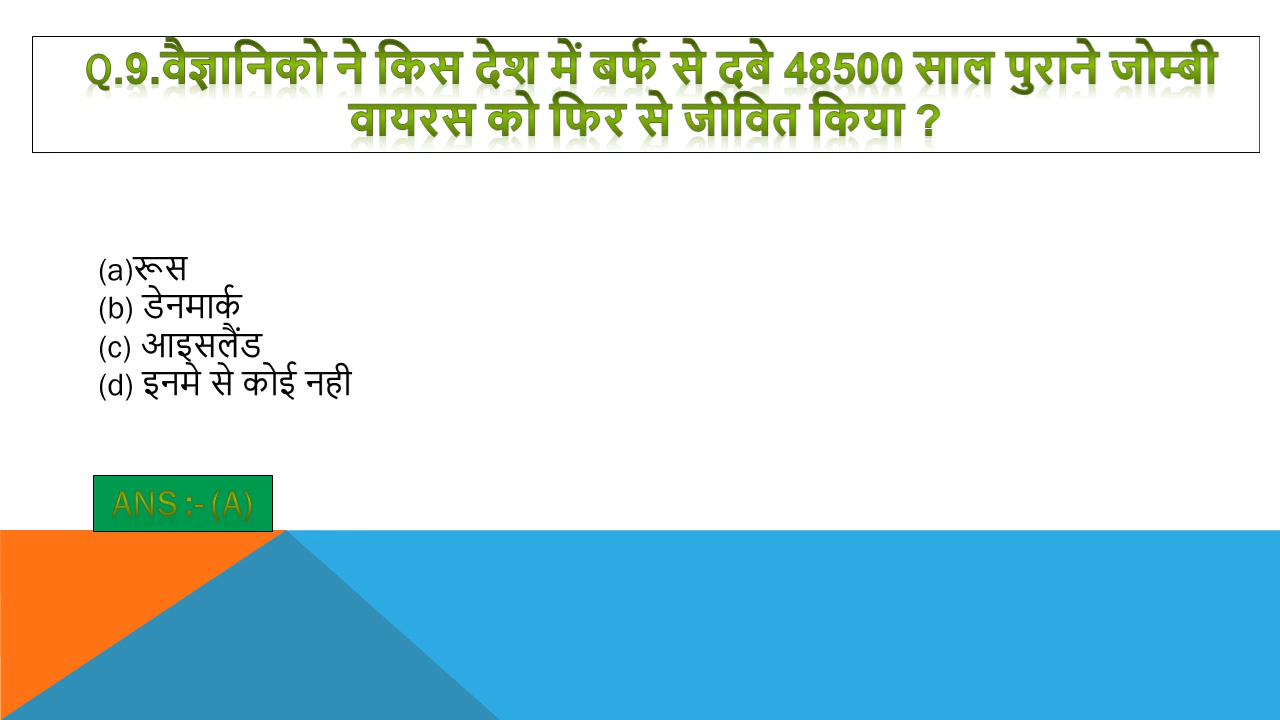 Q.9.वैज्ञानिको ने किस देश में बर्फ से दबे 48500 साल पुराने जोम्बी
वायरस को फिर से जीवित किया ?
(a)रूस
(b) डेनमार्क
(c) आइसलैंड
(d) इनमे से कोई नही
ANS :- (A)